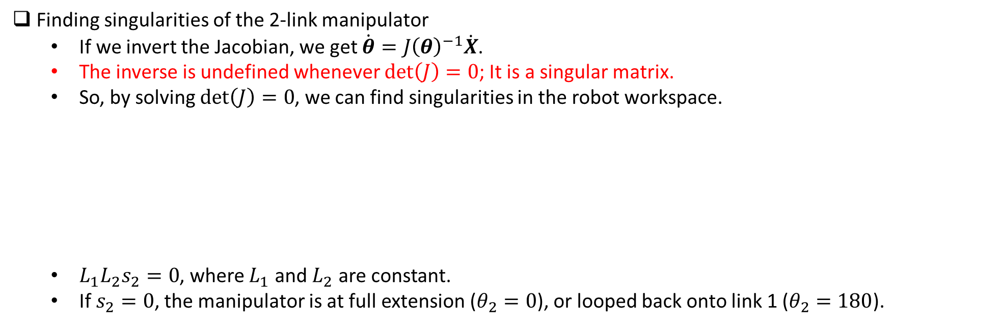 ❑ Finding singularities of the 2-link manipulator
• If we invert the Jacobian, we get $\dot{\boldsymbol{\theta}} = J(\boldsymbol{\theta})^{-1}\dot{\boldsymbol{X}}$.
• The inverse is undefined whenever $\det(J) = 0$; It is a singular matrix.
• So, by solving $\det(J) = 0$, we can find singularities in the robot workspace.
• $L_1L_2s_2 = 0$, where $L_1$ and $L_2$ are constant.
• If $s_2 = 0$, the manipulator is at full extension ($\theta_2 = 0$), or looped back onto link 1 ($\theta_2 = 180$).